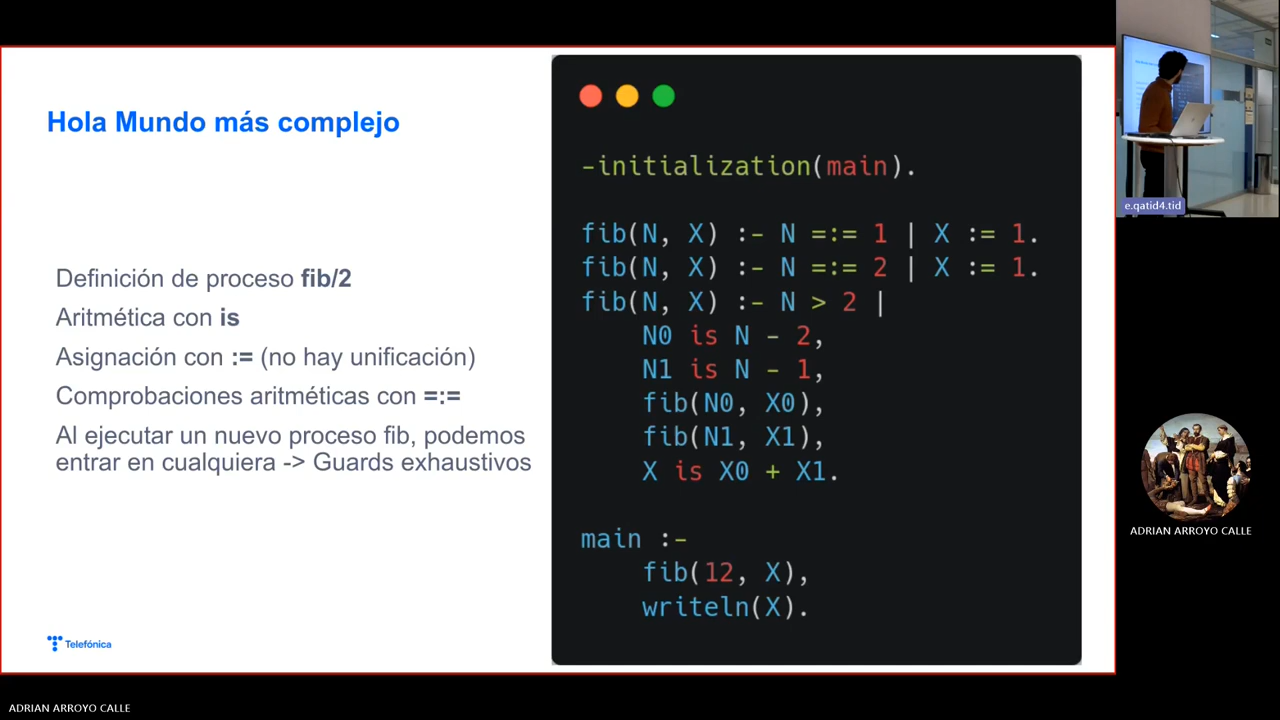 Hola Mundo más complejo
Definición de proceso fib/2
Aritmética con is
Asignación con := (no hay unificación)
Comprobaciones aritméticas con =:=
Al ejecutar un nuevo proceso fib, podemos
entrar en cualquiera -> Guards exhaustivos
Telefónica
-initialization(main).
fib(N, X) :- N =:= 1 | X := 1.
fib(N, X) :- N =:= 2 | X := 1.
fib(N, X) :- N > 2 |
    N0 is N - 2,
    N1 is N - 1,
    fib(N0, X0),
    fib(N1, X1),
    X is X0 + X1.
main :-
    fib(12, X),
    writeln(X).
e.qatid4.tid
ADRIAN ARROYO CALLE
ADRIAN ARROYO CALLE